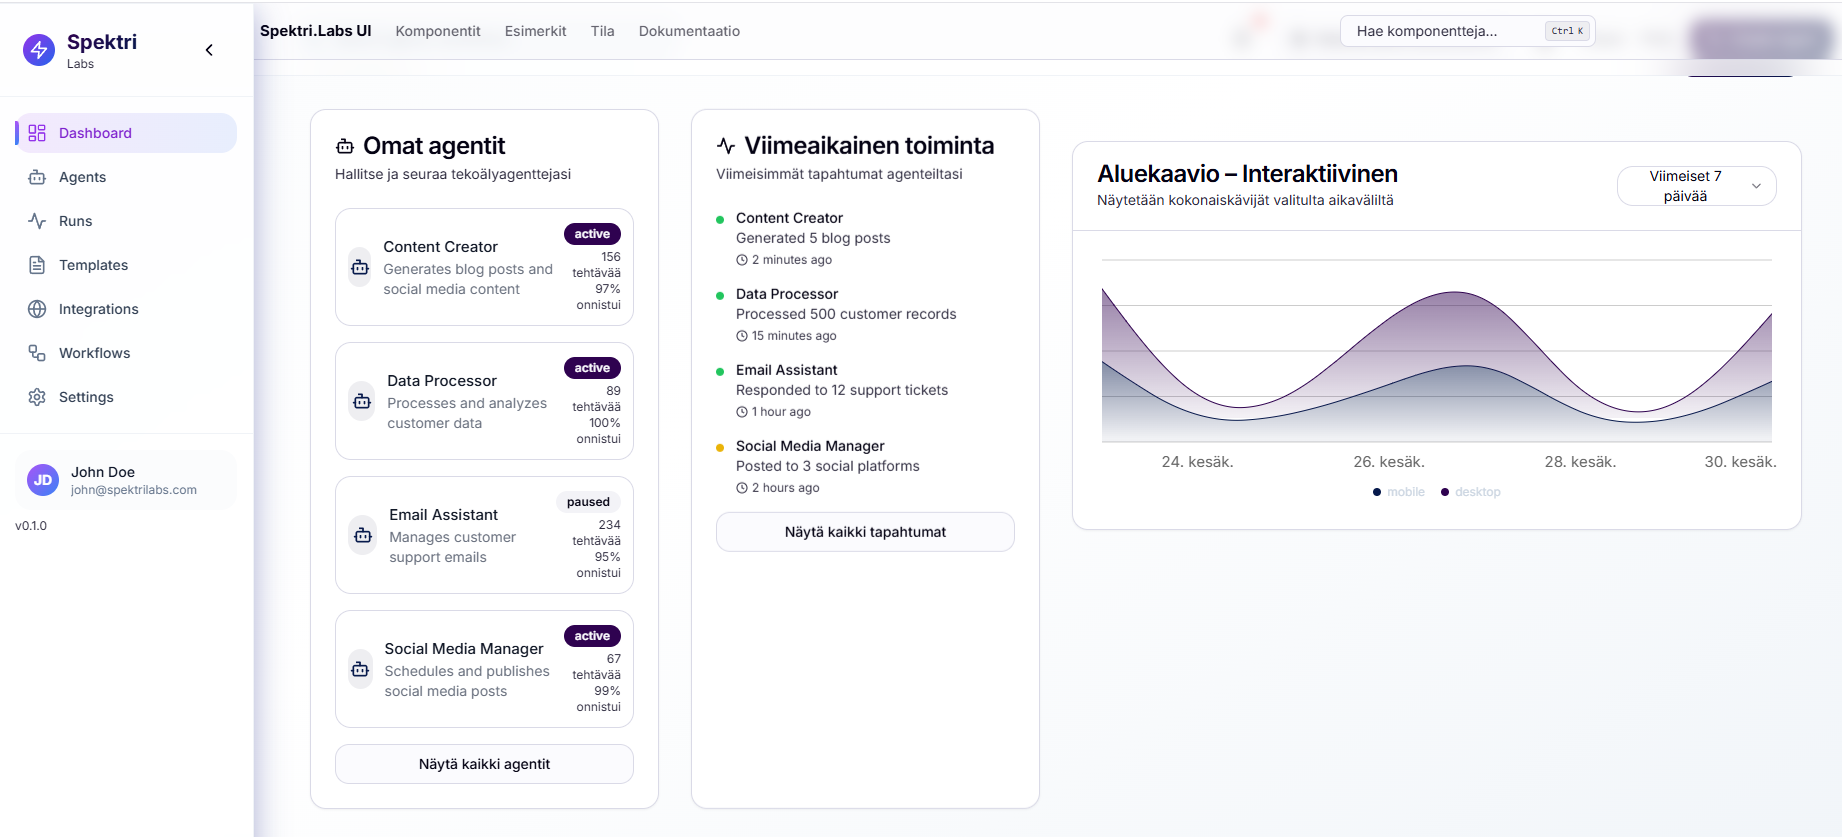 Spektri
Labs
Dashboard
Agents
Runs
Templates
Integrations
Workflows
Settings
JD
John Doe
john@spektrilabs.com
v0.1.0
Spektri.Labs UI
Komponentit
Esimerkit
Tila
Dokumentaatio
Hae komponentteja...
Ctrl K
Omat agentit
Hallitse ja seuraa tekoälyagenttejasi
Content Creator
Generates blog posts and
social media content
active
156
tehtävää
97%
onnistui
Data Processor
Processes and analyzes
customer data
active
89
tehtävää
100%
onnistui
Email Assistant
Manages customer
support emails
paused
234
tehtävää
95%
onnistui
Social Media Manager
Schedules and publishes
social media posts
active
67
tehtävää
99%
onnistui
Näytä kaikki agentit
Viimeaikainen toiminta
Viimeisimmät tapahtumat agenteiltasi
Content Creator
Generated 5 blog posts
2 minutes ago
Data Processor
Processed 500 customer records
15 minutes ago
Email Assistant
Responded to 12 support tickets
1 hour ago
Social Media Manager
Posted to 3 social platforms
2 hours ago
Näytä kaikki tapahtumat
Aluekaavio – Interaktiivinen
Näytetään kokonaiskävijät valitulta aikaväliltä
Viimeiset 7
päivää
24. kesäk.
26. kesäk.
28. kesäk.
30. kesäk.
mobile
desktop